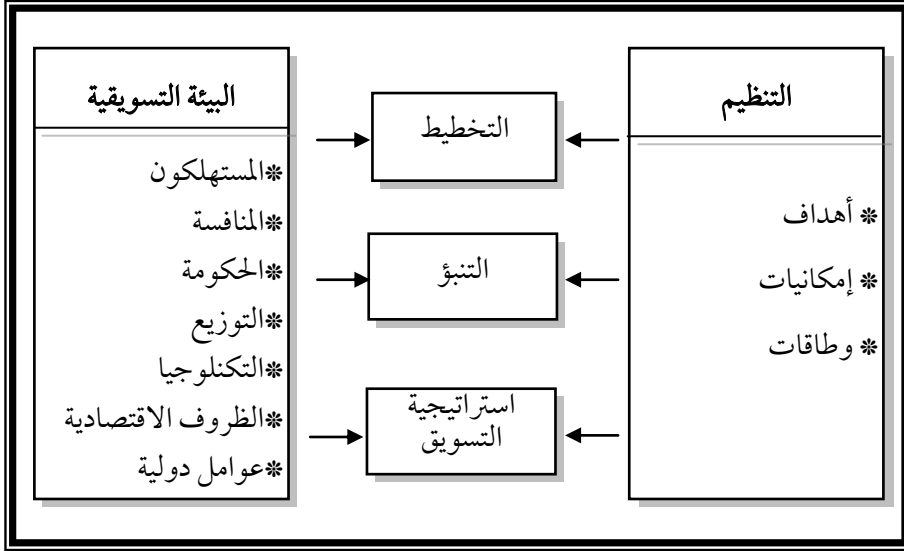 التنظيم
* أهداف
* إمكانيات
* وطاقات
التخطيط
التنبؤ
استراتيجية
التسويق
البيئة التسويقية
*المستهلكون
*المنافسة
*الحكومة
*التوزيع
*التكنلوجيا
*الظروف الاقتصادية
*عوامل دولية